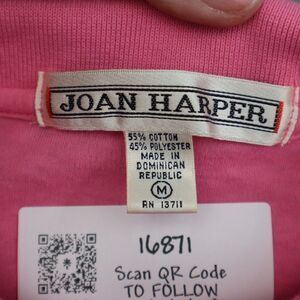 JOAN HARPER
55% COTTON
45% POLYESTER
MADE IN
DOMINICAN
REPUBLIC
M
RN 13711
16871
Scan QR Code
TO FOLLOW